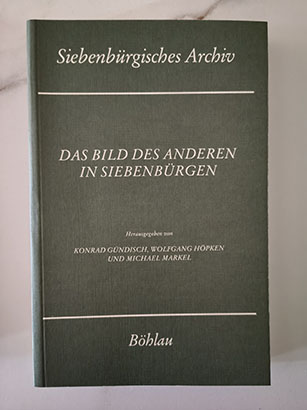 Siebenbürgisches Archiv
DAS BILD DES ANDEREN
IN SIEBENBÜRGEN
Herausgegeben von
KONRAD GÜNDISCH, WOLFGANG HÖPKEN
UND MICHAEL MARKEL
Böhlau